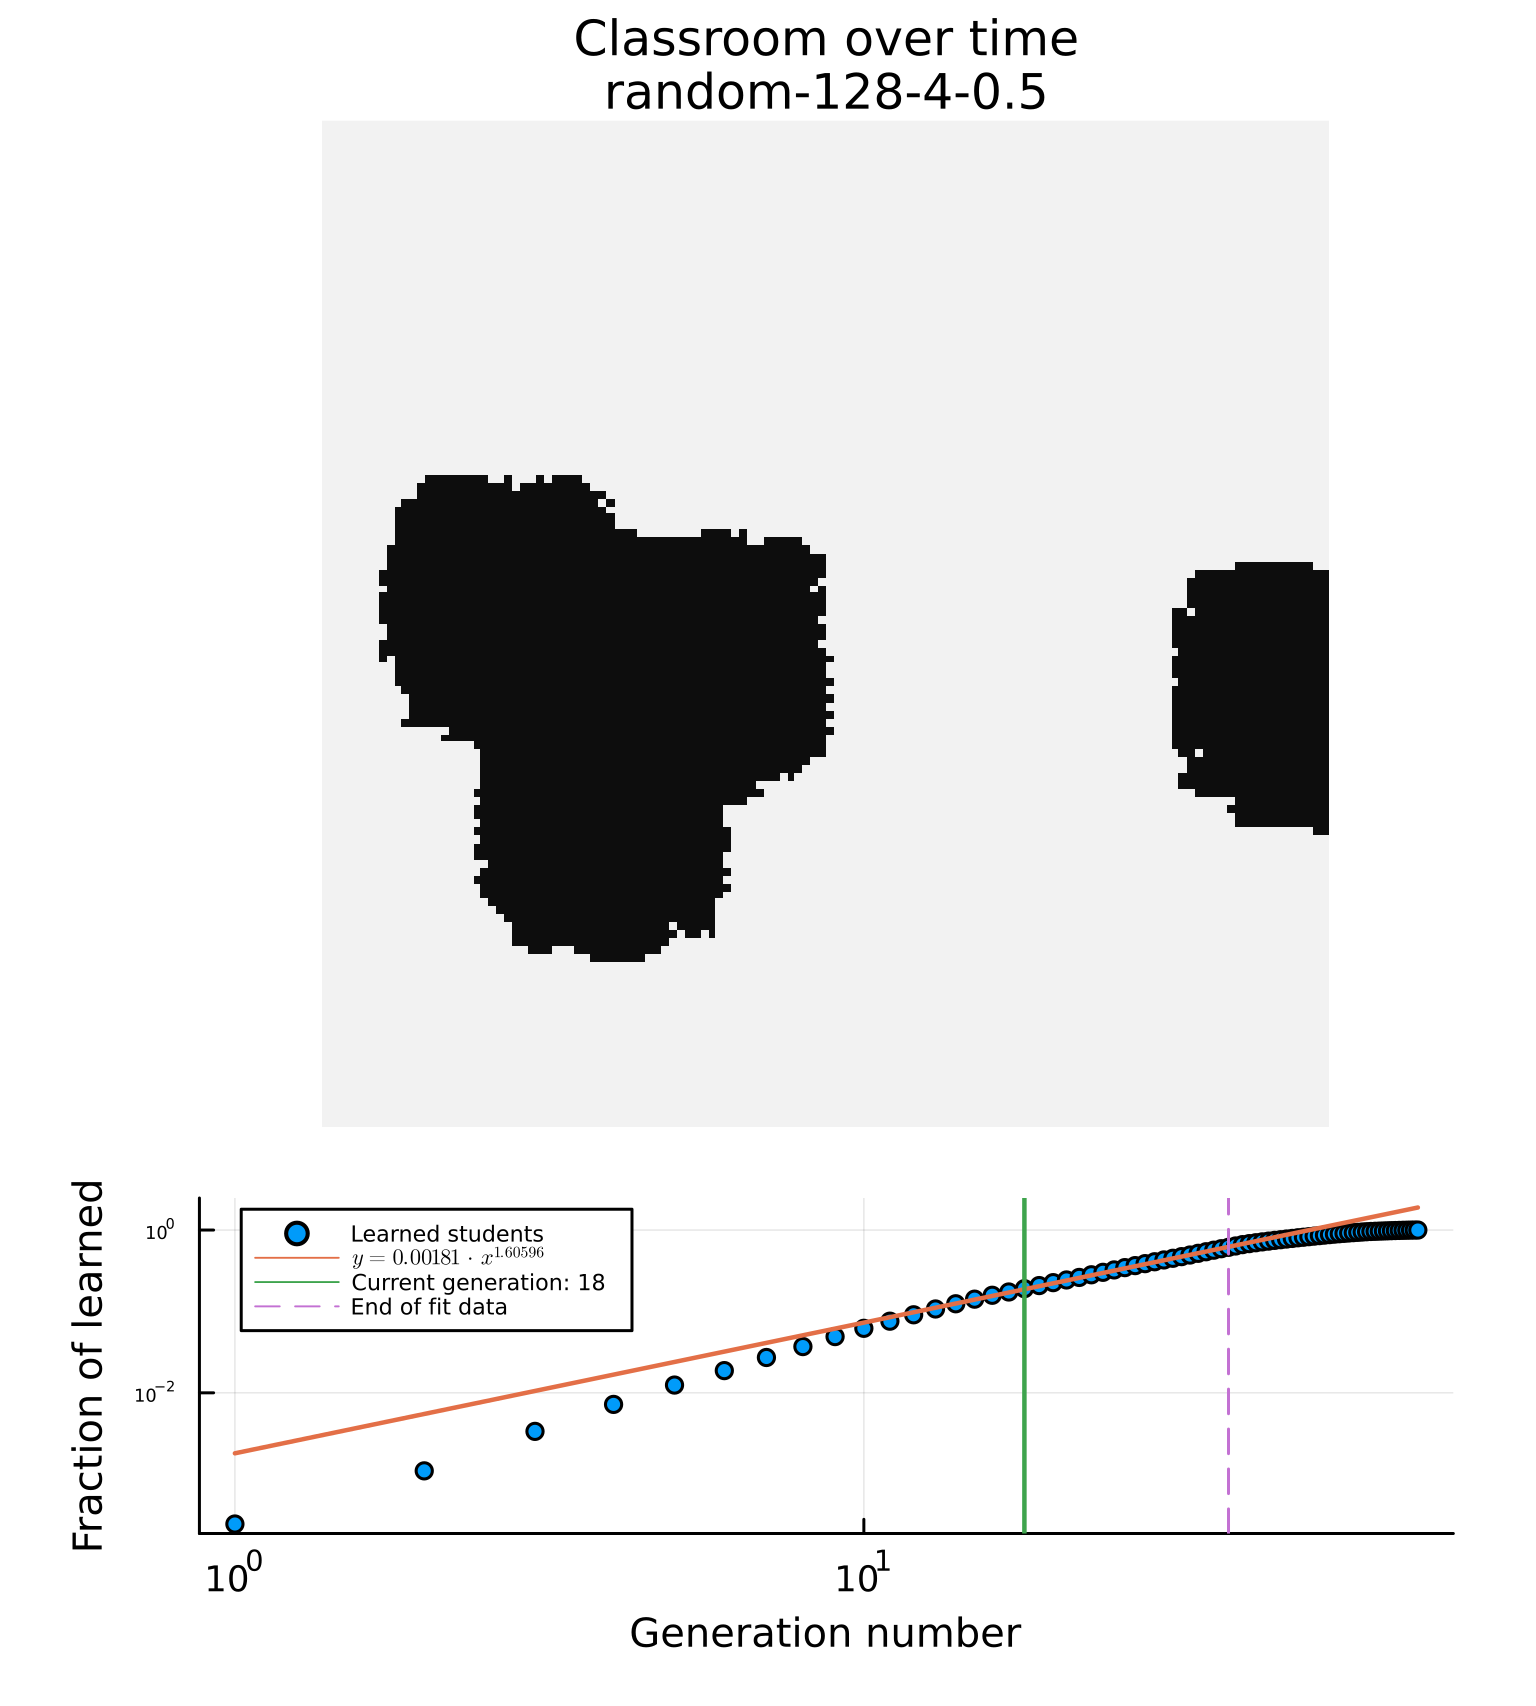 Classroom over time
random-128-4-0.5
Fraction of learned
10^0
10^-2
Learned students
y = 0.00181 · x^1.60596
Current generation: 18
End of fit data
10^0
10^1
Generation number